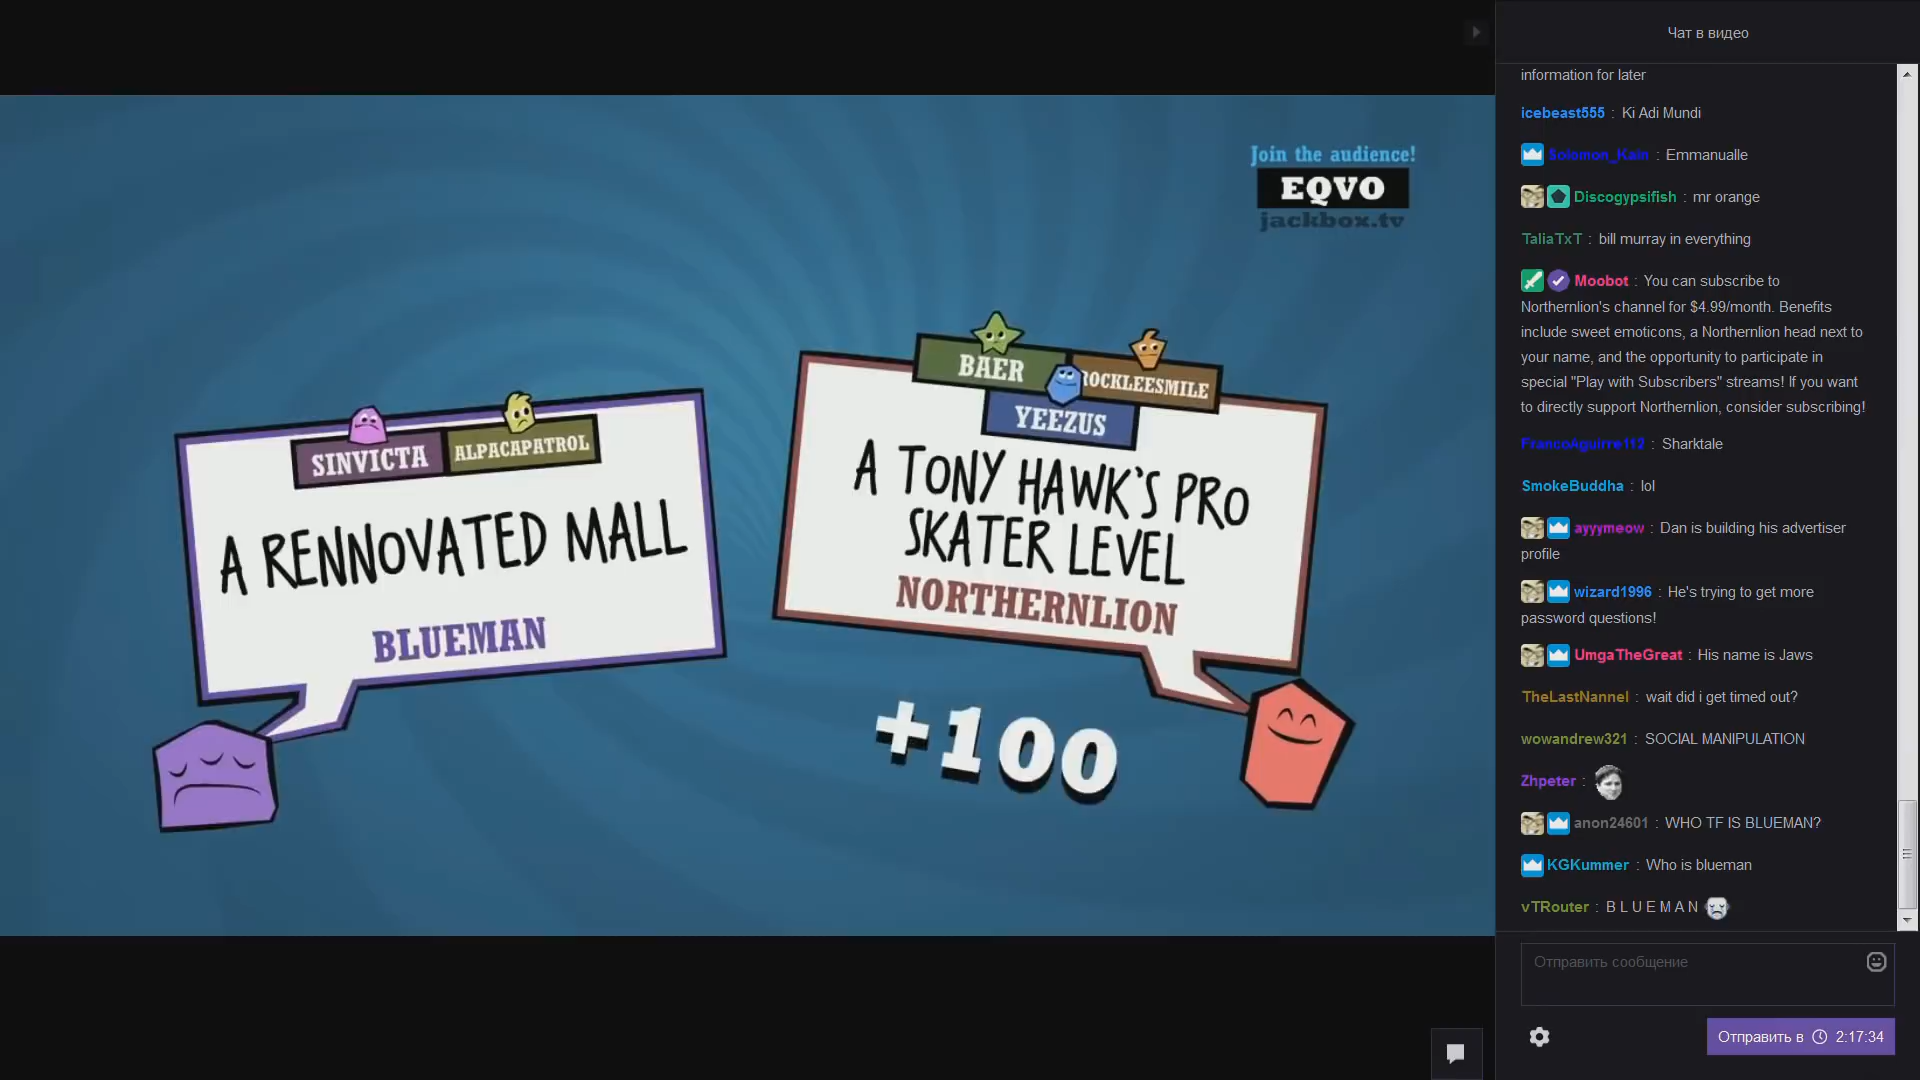 Join the audience!
EQVO
jackbox.tv
SINVICTA
ALPACAPATROL
A RENNOVATED MALL
BLUEMAN
BAER
ROCKLEESMILE
YEEZUS
A TONY HAWK'S PRO
SKATER LEVEL
NORTHERNLION
+100
Чат в видео
information for later
icebeast555 : Ki Adi Mundi
Solomon_Kain : Emmanualle
Discogypsifish : mr orange
TaliaTxT : bill murray in everything
Moobot : You can subscribe to
Northernlion's channel for $4.99/month. Benefits
include sweet emoticons, a Northernlion head next to
your name, and the opportunity to participate in
special "Play with Subscribers" streams! If you want
to directly support Northernlion, consider subscribing!
FrancoAguirre112 : Sharktale
SmokeBuddha : lol
ayyymeow : Dan is building his advertiser
profile
wizard1996 : He's trying to get more
password questions!
UmgaTheGreat : His name is Jaws
TheLastNannel : wait did i get timed out?
wowandrew321 : SOCIAL MANIPULATION
Zhpeter :
anon24601 : WHO TF IS BLUEMAN?
KGKummer : Who is blueman
vTRouter : B L U E M A N
Отправить сообщение
Отправить в 2:17:34